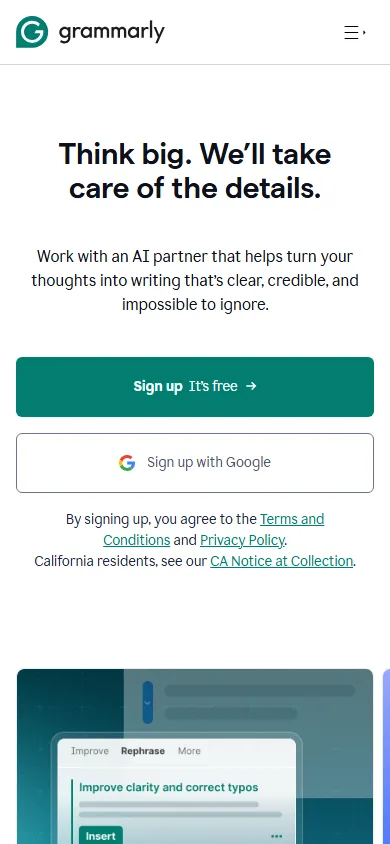 grammarly
Think big. We’ll take
care of the details.
Work with an AI partner that helps turn your
thoughts into writing that’s clear, credible, and
impossible to ignore.
Sign up It’s free →
Sign up with Google
By signing up, you agree to the Terms and
Conditions and Privacy Policy.
California residents, see our CA Notice at Collection.
Improve Rephrase More
Improve clarity and correct typos
Insert